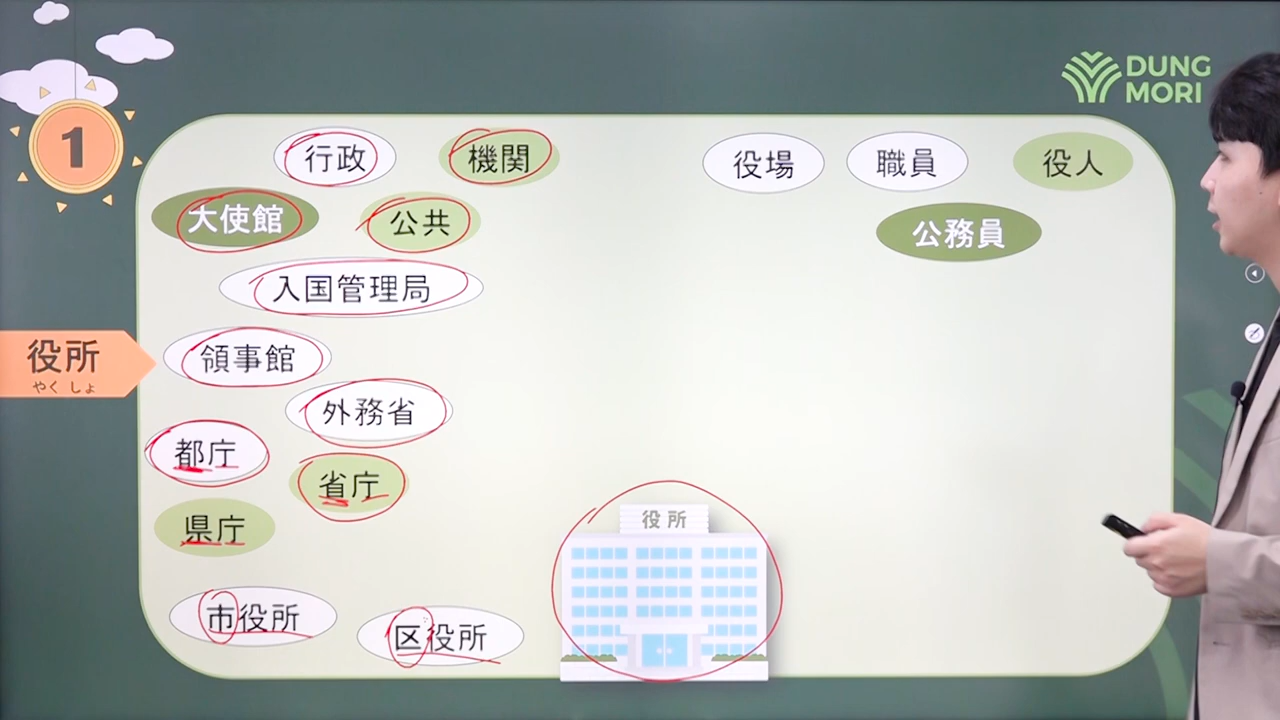 DUNG
MORI
1
行政
機関
役場
職員
役人
大使館
公共
公務員
入国管理局
役所
やくしょ
領事館
外務省
都庁
省庁
県庁
役所
市役所
区役所